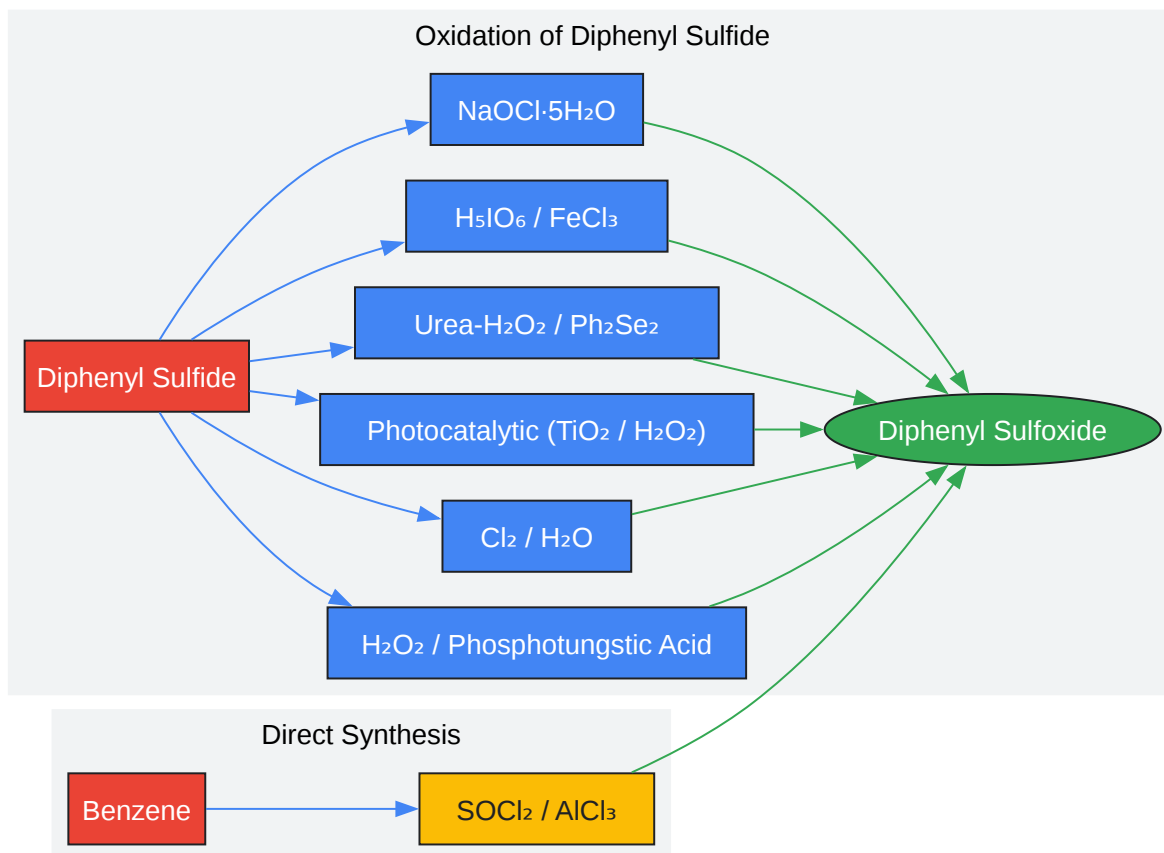 Oxidation of Diphenyl Sulfide
NaOCl·5H₂O
H₅IO₆ / FeCl₃
Urea-H₂O₂ / Ph₂Se₂
Diphenyl Sulfide
Photocatalytic (TiO₂ / H₂O₂)
Diphenyl Sulfoxide
Cl₂ / H₂O
H₂O₂ / Phosphotungstic Acid
Direct Synthesis
Benzene
SOCl₂ / AlCl₃